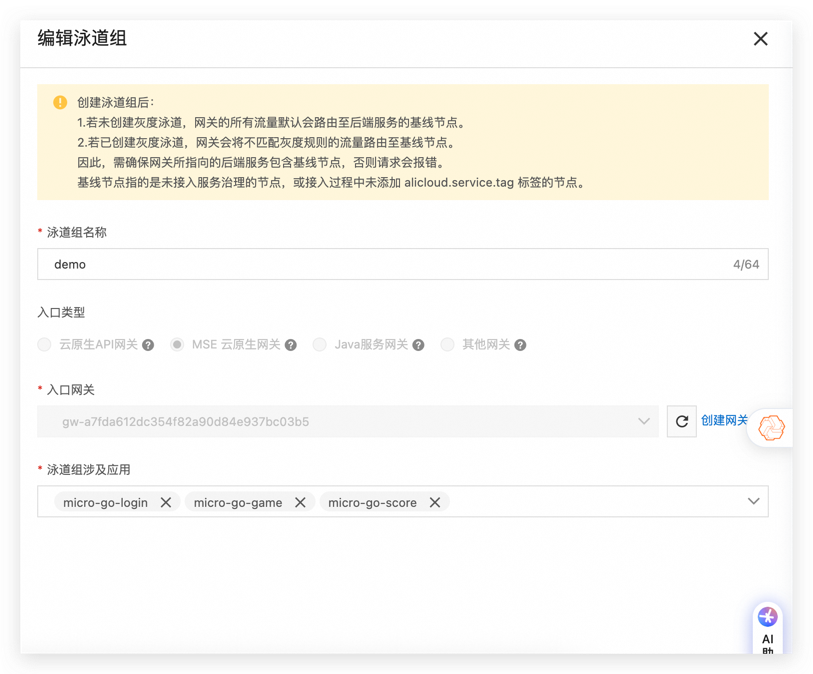 编辑泳道组
创建泳道组后：
1.若未创建灰度泳道，网关的所有流量默认会路由至后端服务的基线节点。
2.若已创建灰度泳道，网关会将不匹配灰度规则的流量路由至基线节点。
因此，需确保网关所指向的后端服务包含基线节点，否则请求会报错。
基线节点指的是未接入服务治理的节点，或接入过程中未添加 alicloud.service.tag 标签的节点。
* 泳道组名称
demo 4/64
入口类型
云原生API网关 MSE 云原生网关 Java服务网关 其他网关
* 入口网关
gw-a7fda612dc354f82a90d84e937bc03b5 创建网关
* 泳道组涉及应用
micro-go-login micro-go-game micro-go-score
AI
助